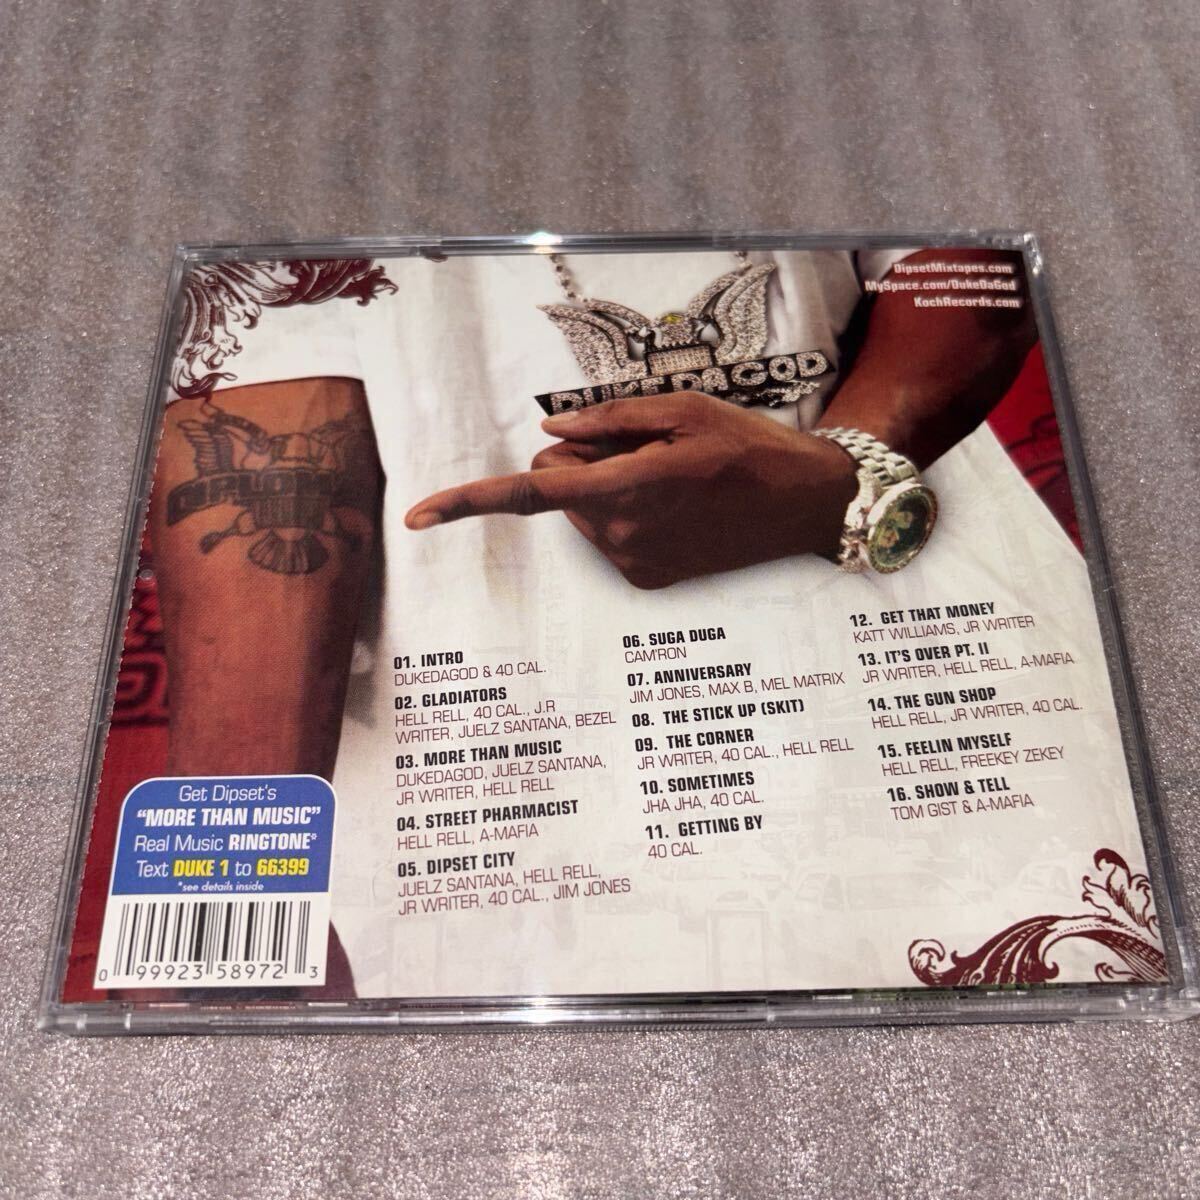 DipsetMixtapes.com
MySpace.com/DukeDaGod
KochRecords.com
DUKE DA GOD
DIPLOM
01. INTRO
DUKEDAGOD & 40 CAL.
02. GLADIATORS
HELL RELL, 40 CAL., J.R
WRITER, JUELZ SANTANA, BEZEL
03. MORE THAN MUSIC
DUKEDAGOD, JUELZ SANTANA,
JR WRITER, HELL RELL
04. STREET PHARMACIST
HELL RELL, A-MAFIA
05. DIPSET CITY
JUELZ SANTANA, HELL RELL,
JR WRITER, 40 CAL., JIM JONES
06. SUGA DUGA
CAM'RON
07. ANNIVERSARY
JIM JONES, MAX B, MEL MATRIX
08. THE STICK UP (SKIT)
09. THE CORNER
JR WRITER, 40 CAL., HELL RELL
10. SOMETIMES
JHA JHA, 40 CAL.
11. GETTING BY
40 CAL.
12. GET THAT MONEY
KATT WILLIAMS, JR WRITER
13. IT'S OVER PT. II
JR WRITER, HELL RELL, A-MAFIA
14. THE GUN SHOP
HELL RELL, JR WRITER, 40 CAL.
15. FEELIN MYSELF
HELL RELL, FREEKEY ZEKEY
16. SHOW & TELL
TOM GIST & A-MAFIA
Get Dipset's
"MORE THAN MUSIC"
Real Music RINGTONE*
Text DUKE 1 to 66399
*see details inside
0 99923 58972 3